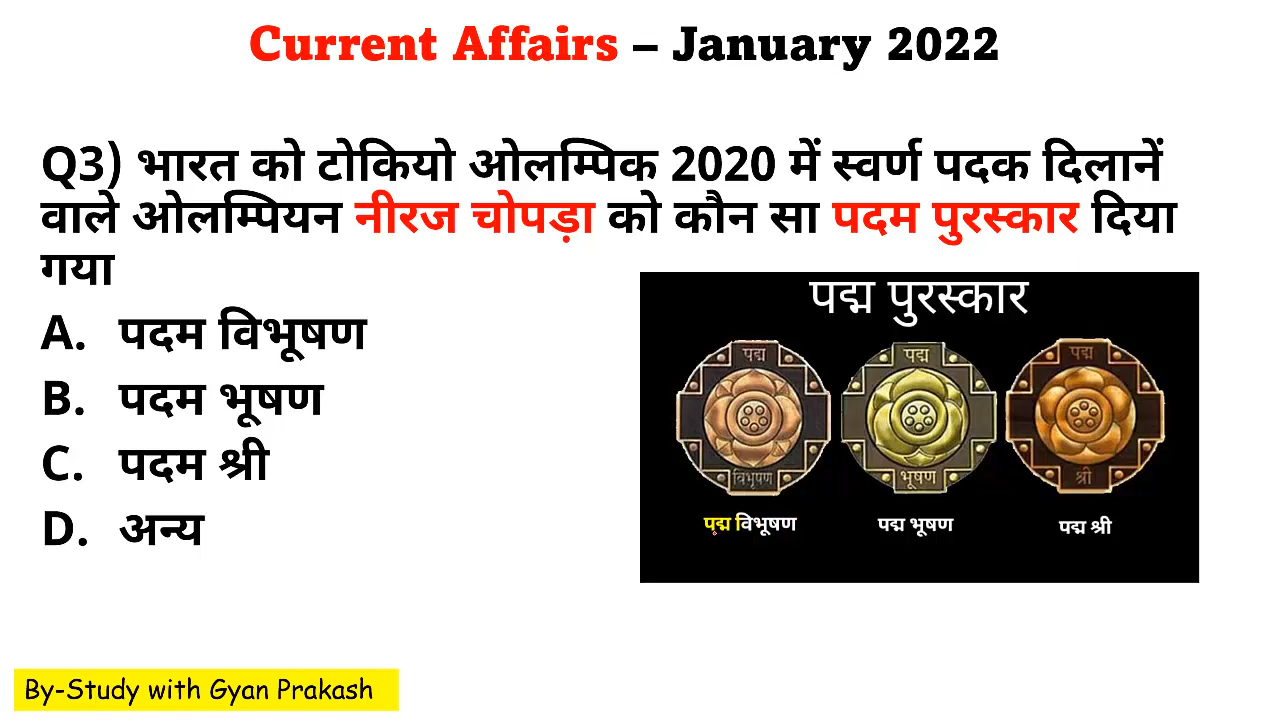 Current Affairs – January 2022
Q3) भारत को टोकियो ओलम्पिक 2020 में स्वर्ण पदक दिलानें
वाले ओलम्पियन नीरज चोपड़ा को कौन सा पदम पुरस्कार दिया
गया
A. पदम विभूषण
B. पदम भूषण
C. पदम श्री
D. अन्य
पद्म पुरस्कार
पद्म पद्म पद्म
विभूषण भूषण श्री
पद्म विभूषण पद्म भूषण पद्म श्री
By-Study with Gyan Prakash